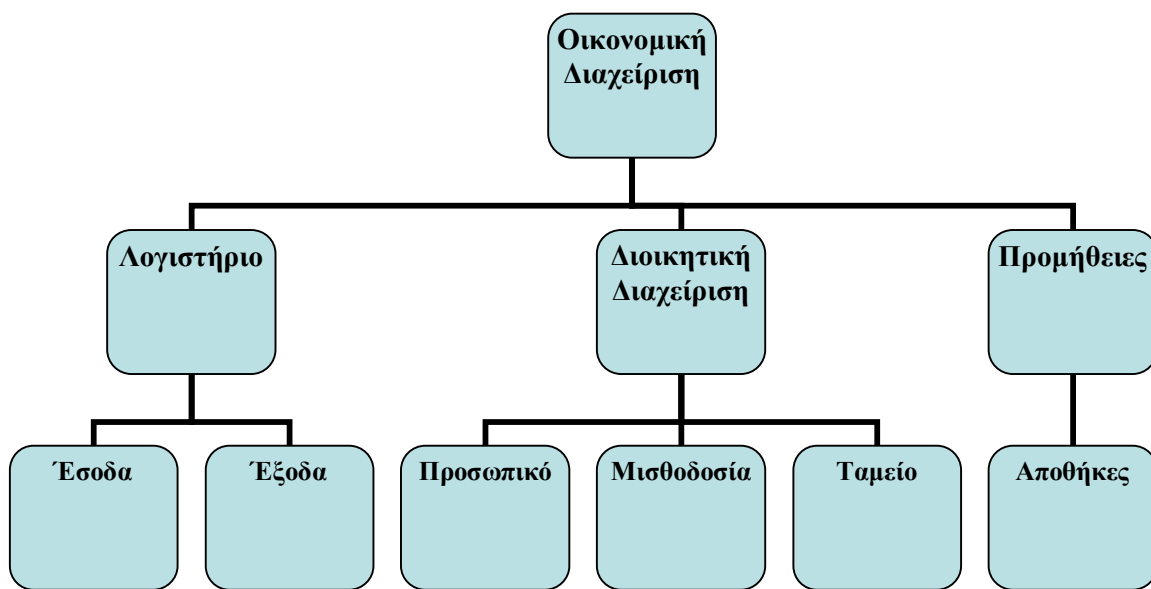 Οικονομική
Διαχείριση
Λογιστήριο
Διοικητική
Διαχείριση
Προμήθειες
Έσοδα
Έξοδα
Προσωπικό
Μισθοδοσία
Ταμείο
Αποθήκες